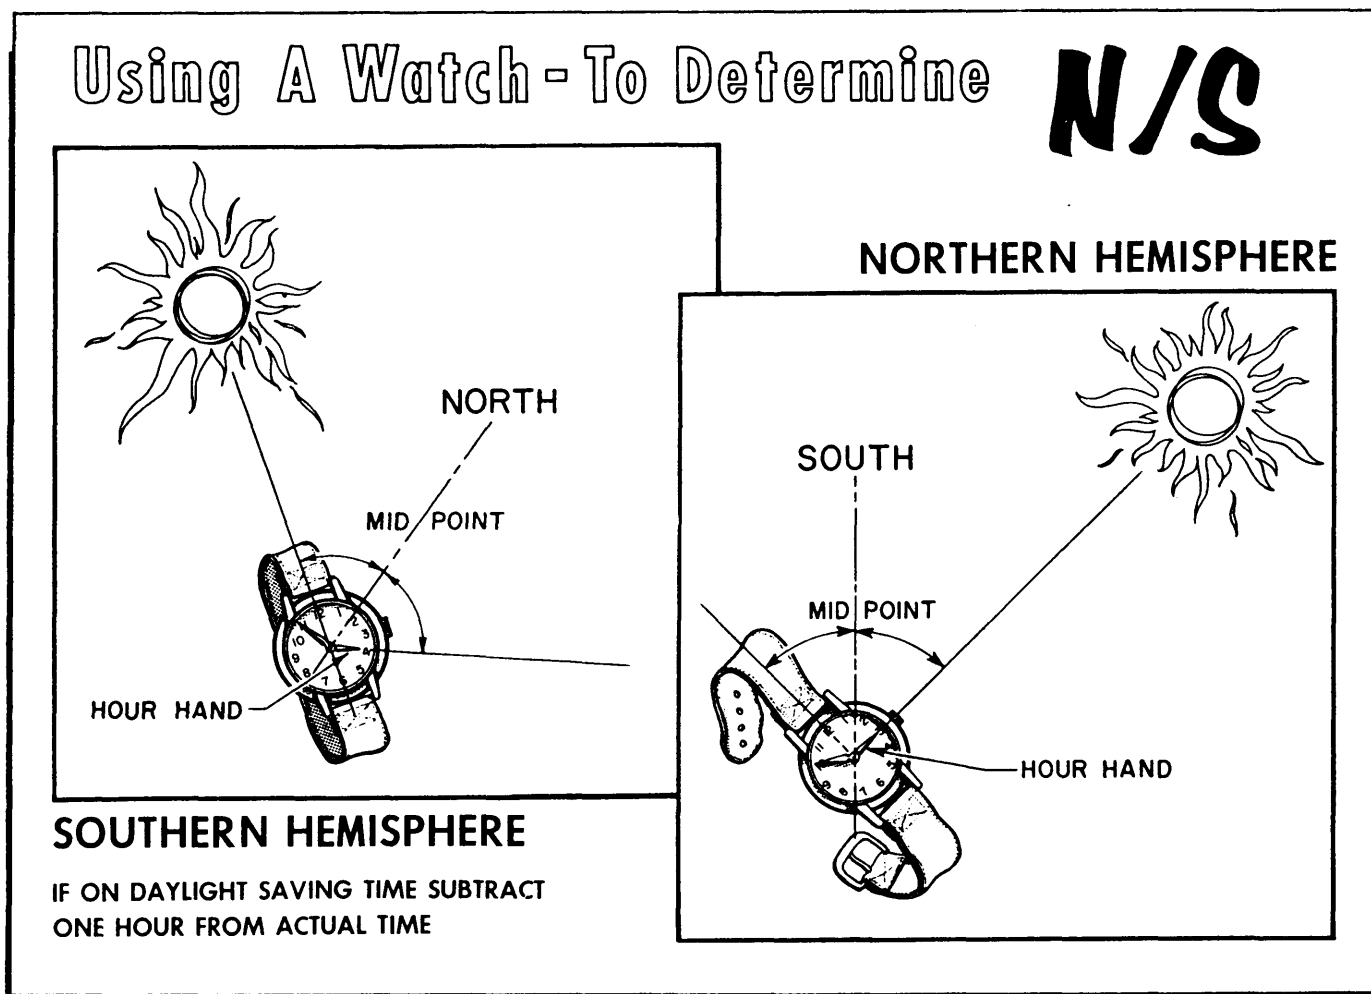 Using A Watch - To Determine N/S
NORTH
MID POINT
HOUR HAND
SOUTHERN HEMISPHERE
IF ON DAYLIGHT SAVING TIME SUBTRACT
ONE HOUR FROM ACTUAL TIME
NORTHERN HEMISPHERE
SOUTH
MID POINT
HOUR HAND